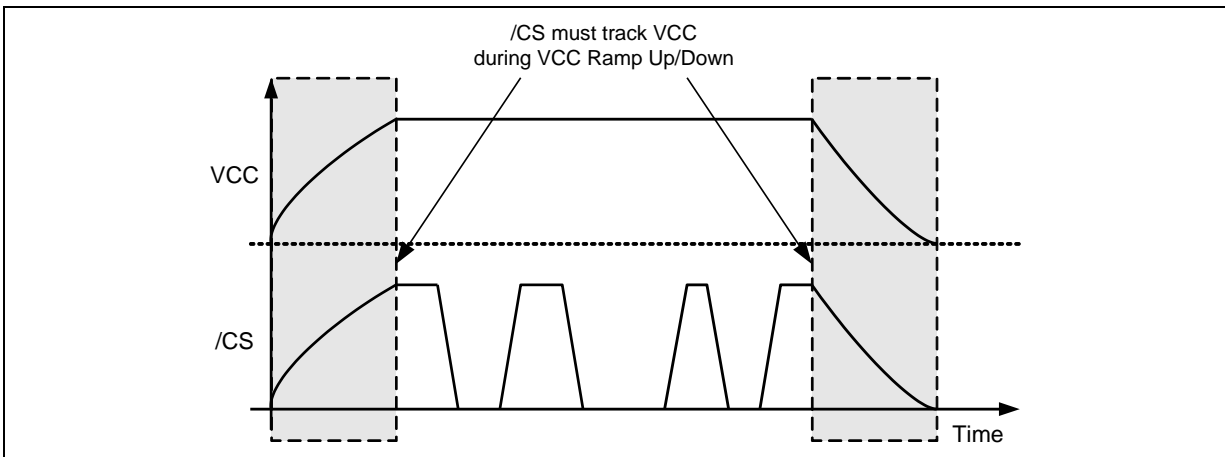 /CS must track VCC
during VCC Ramp Up/Down
VCC
/CS
Time